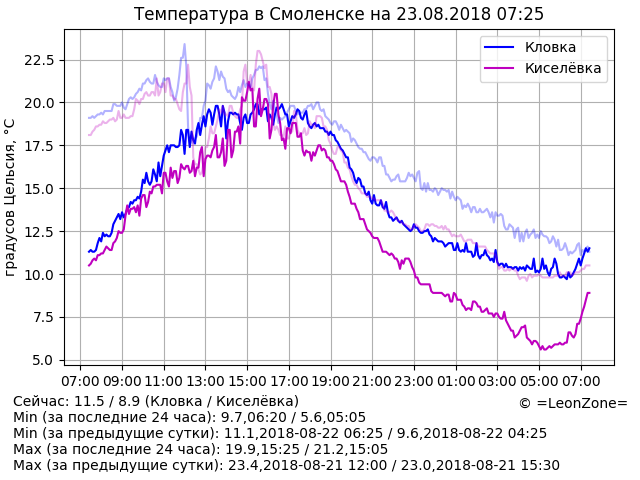 Температура в Смоленске на 23.08.2018 07:25
Кловка
Киселёвка
градусов Цельсия, °C
22.5
20.0
17.5
15.0
12.5
10.0
7.5
5.0
07:00 09:00 11:00 13:00 15:00 17:00 19:00 21:00 23:00 01:00 03:00 05:00 07:00
Сейчас: 11.5 / 8.9 (Кловка / Киселёвка)
© =LeonZone=
Min (за последние 24 часа): 9.7,06:20 / 5.6,05:05
Min (за предыдущие сутки): 11.1,2018-08-22 06:25 / 9.6,2018-08-22 04:25
Max (за последние 24 часа): 19.9,15:25 / 21.2,15:05
Max (за предыдущие сутки): 23.4,2018-08-21 12:00 / 23.0,2018-08-21 15:30